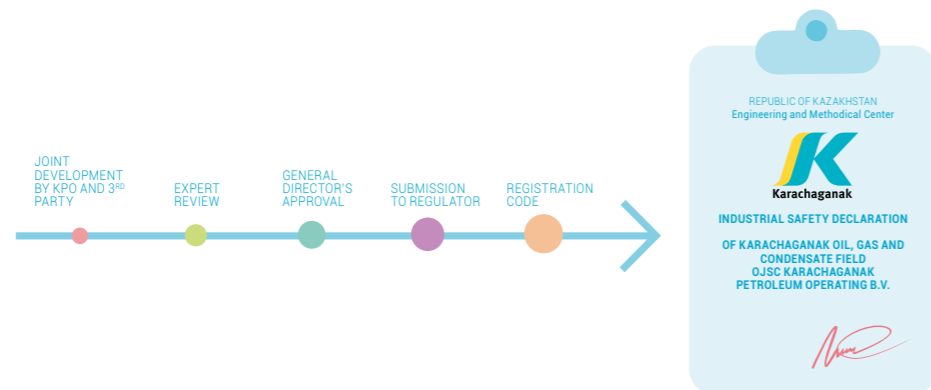 JOINT
DEVELOPMENT
BY KPO AND 3RD
PARTY
EXPERT
REVIEW
GENERAL
DIRECTOR'S
APPROVAL
SUBMISSION
TO REGULATOR
REGISTRATION
CODE
REPUBLIC OF KAZAKHSTAN
Engineering and Methodical Center
Karachaganak
INDUSTRIAL SAFETY DECLARATION
OF KARACHAGANAK OIL, GAS AND
CONDENSATE FIELD
OJSC KARACHAGANAK
PETROLEUM OPERATING B.V.